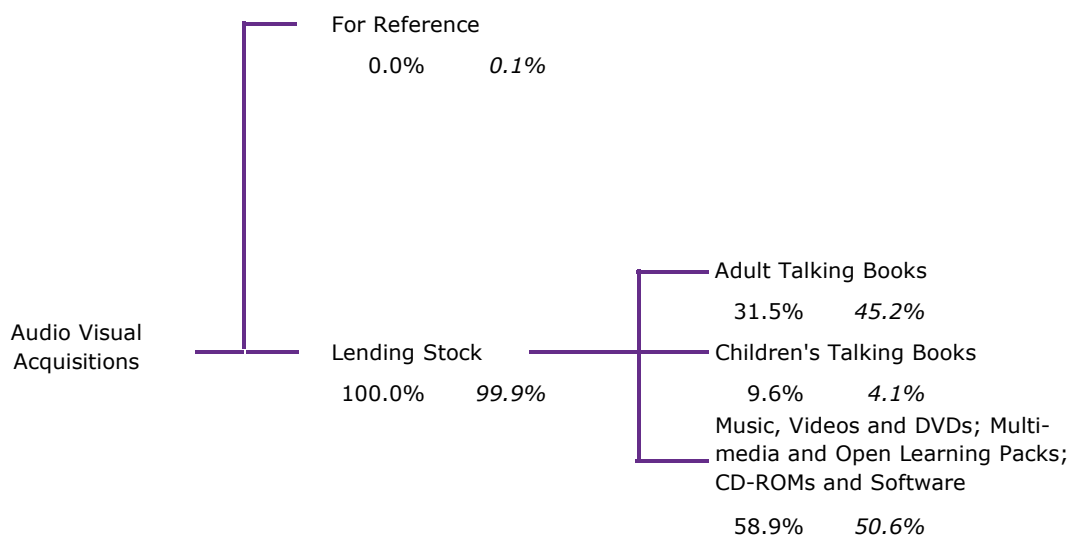 For Reference
0.0% 0.1%
Audio Visual
Acquisitions
Lending Stock
100.0% 99.9%
Adult Talking Books
31.5% 45.2%
Children's Talking Books
9.6% 4.1%
Music, Videos and DVDs; Multi-
media and Open Learning Packs;
CD-ROMs and Software
58.9% 50.6%